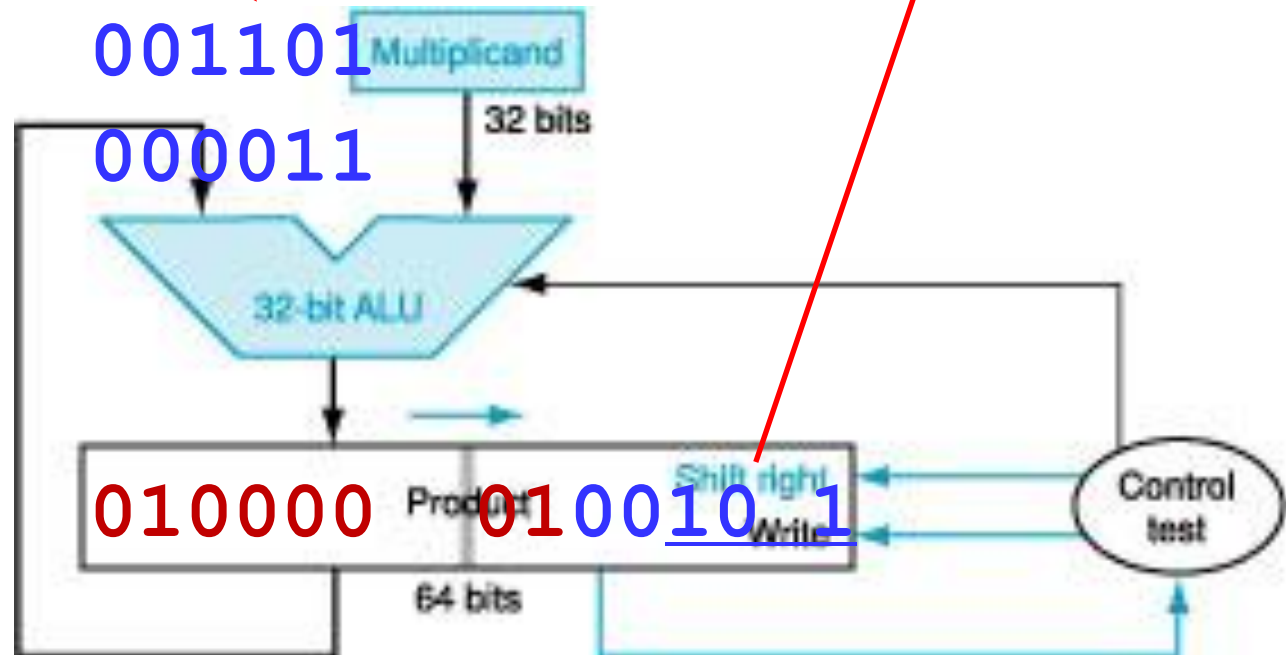 001101
Multiplicand
32 bits
000011
32-bit ALU
Shift right
010000
Product
010010 1
Write
Control
test
64 bits